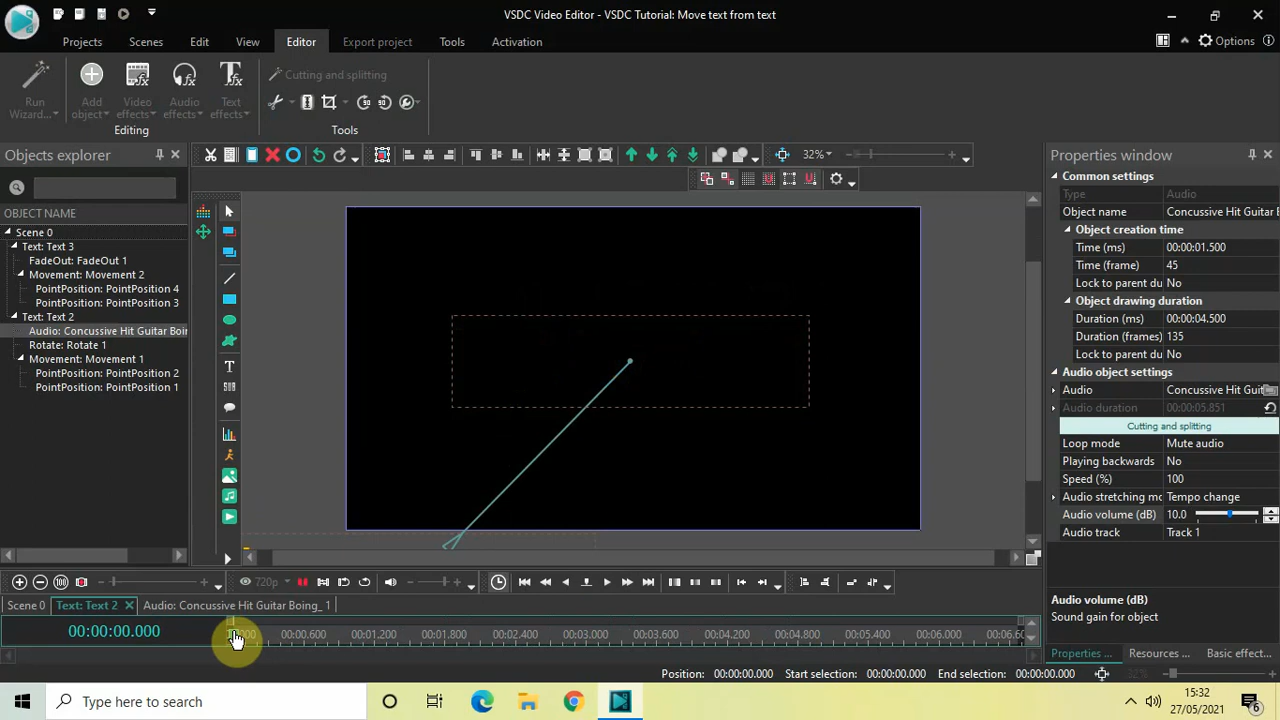 VSDC Video Editor - VSDC Tutorial: Move text from text
Projects Scenes Edit View Editor Export project Tools Activation Options
Cutting and splitting
Run Wizard... Add object Video effects Audio effects Text effects
Editing Tools
Objects explorer 32% Properties window
Common settings
Type Audio
Object name Concussive Hit Guitar B
Object creation time
Time (ms) 00:00:01.500
Time (frame) 45
Lock to parent du No
Object drawing duration
Duration (ms) 00:00:04.500
Duration (frames) 135
Lock to parent du No
Audio object settings
Audio Concussive Hit Guit
Audio duration 00:00:05.851
Cutting and splitting
Loop mode Mute audio
Playing backwards No
Speed (%) 100
Audio stretching mo Tempo change
Audio volume (dB) 10.0
Audio track Track 1
Audio volume (dB)
Sound gain for object
Properties ... Resources ... Basic effect...
OBJECT NAME
Scene 0
Text: Text 3
FadeOut: FadeOut 1
Movement: Movement 2
PointPosition: PointPosition 4
PointPosition: PointPosition 3
Text: Text 2
Audio: Concussive Hit Guitar Boin
Rotate: Rotate 1
Movement: Movement 1
PointPosition: PointPosition 2
PointPosition: PointPosition 1
T
720p
Scene 0 Text: Text 2 Audio: Concussive Hit Guitar Boing_ 1
00:00:00.000 00:00.600 00:01.200 00:01.800 00:02.400 00:03.000 00:03.600 00:04.200 00:04.800 00:05.400 00:06.000 00:06.60
Position: 00:00:00.000 Start selection: 00:00:00.000 End selection: 00:00:00.000 32%
Type here to search
15:32
27/05/2021
6